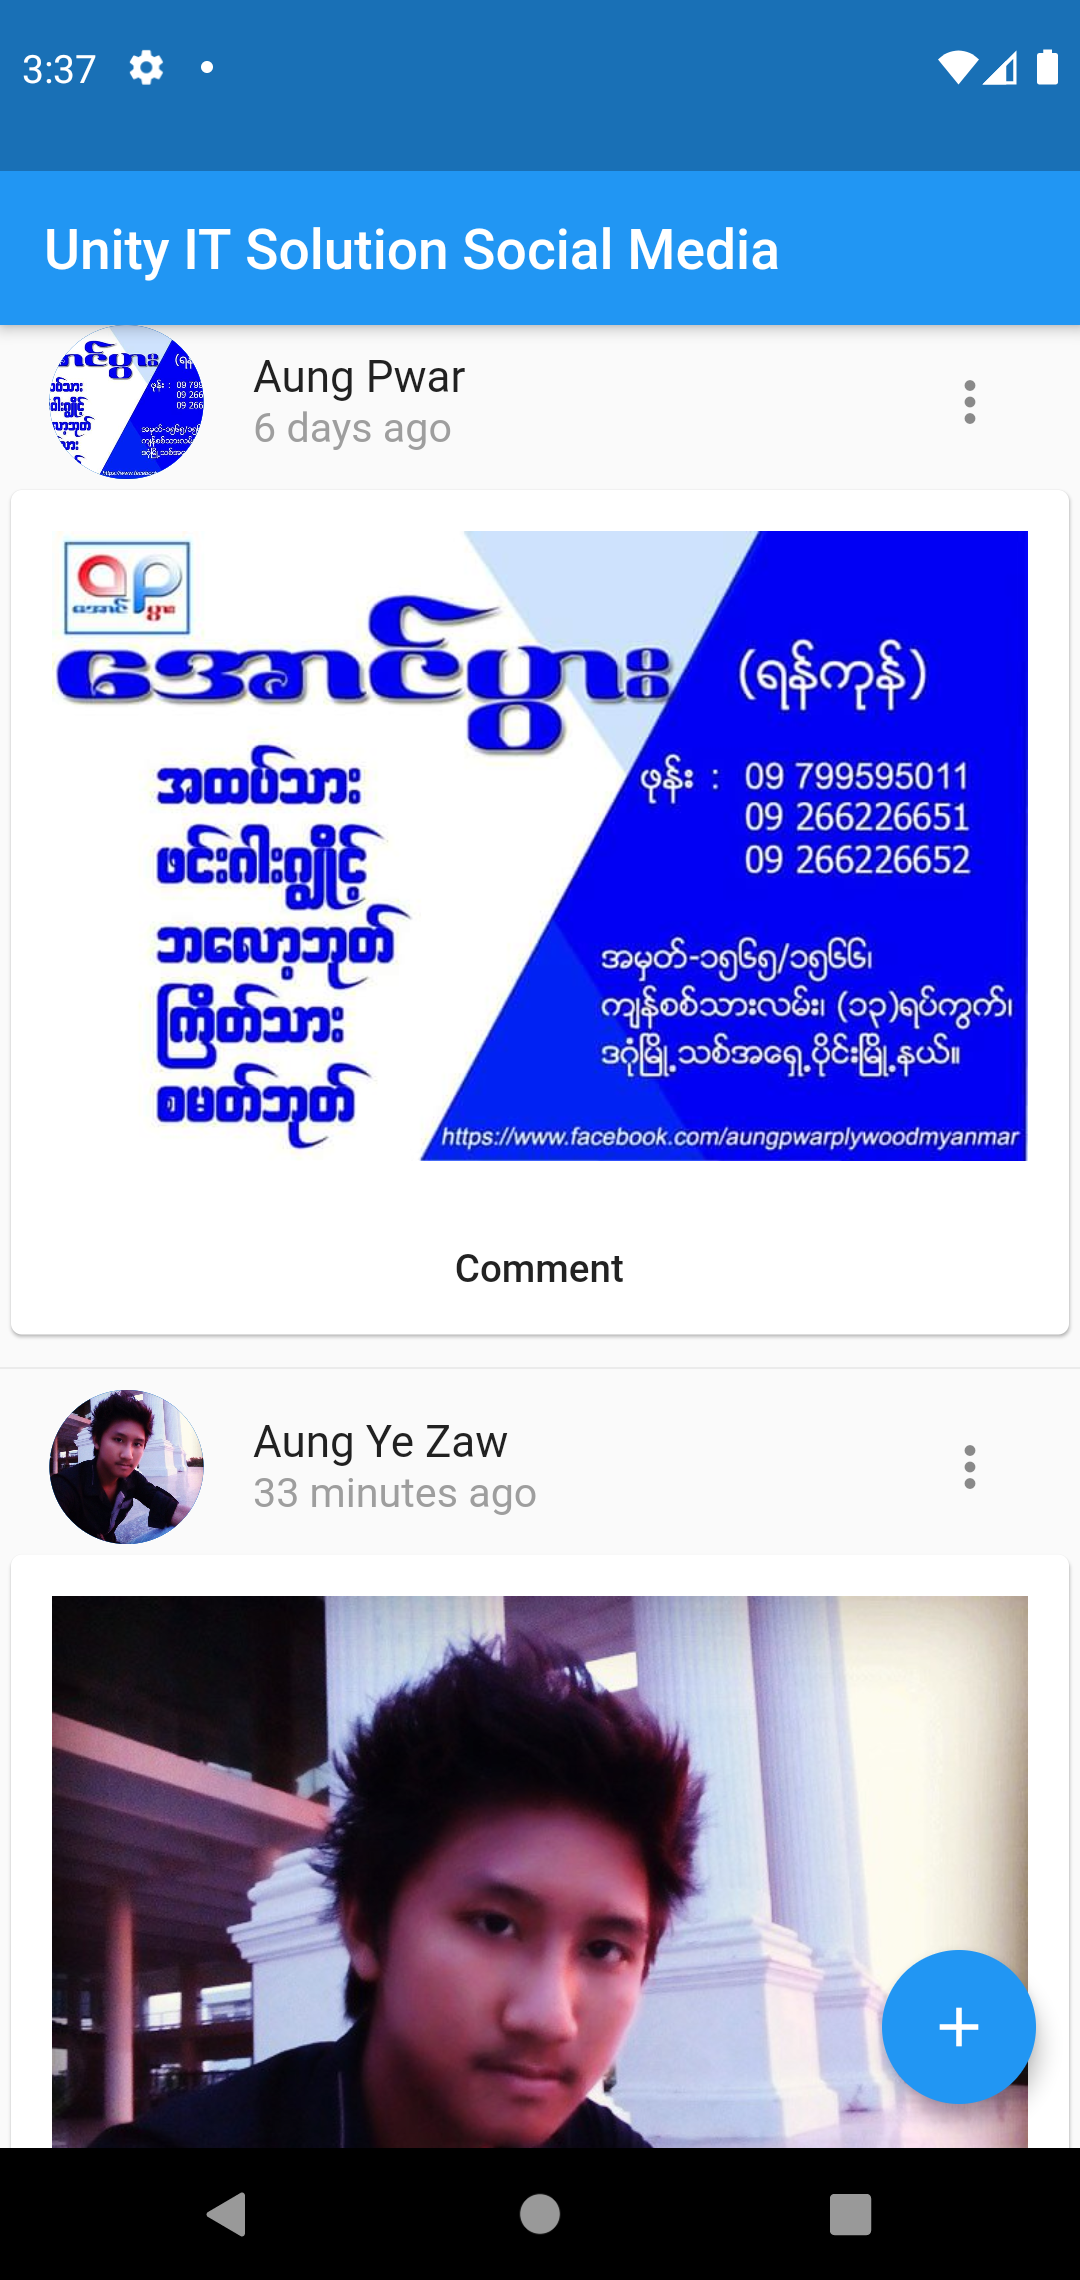 3:37
Unity IT Solution Social Media
Aung Pwar
6 days ago
အောင်ပွား
အောင်ပွား
(ရန်ကုန်)
အထပ်သား
ဖင်းဂါးဂျွိုင့်
ဘလော့ဘုတ်
ကြိတ်သား
စမတ်ဘုတ်
ဖုန်း : 09 799595011
09 266226651
09 266226652
အမှတ်-၁၅၆၅/၁၅၆၆၊
ကျန်စစ်သားလမ်း၊ (၁၃)ရပ်ကွက်၊
ဒဂုံမြို့သစ်အရှေ့ပိုင်းမြို့နယ်။
https://www.facebook.com/aungpwarplywoodmyanmar
Comment
Aung Ye Zaw
33 minutes ago